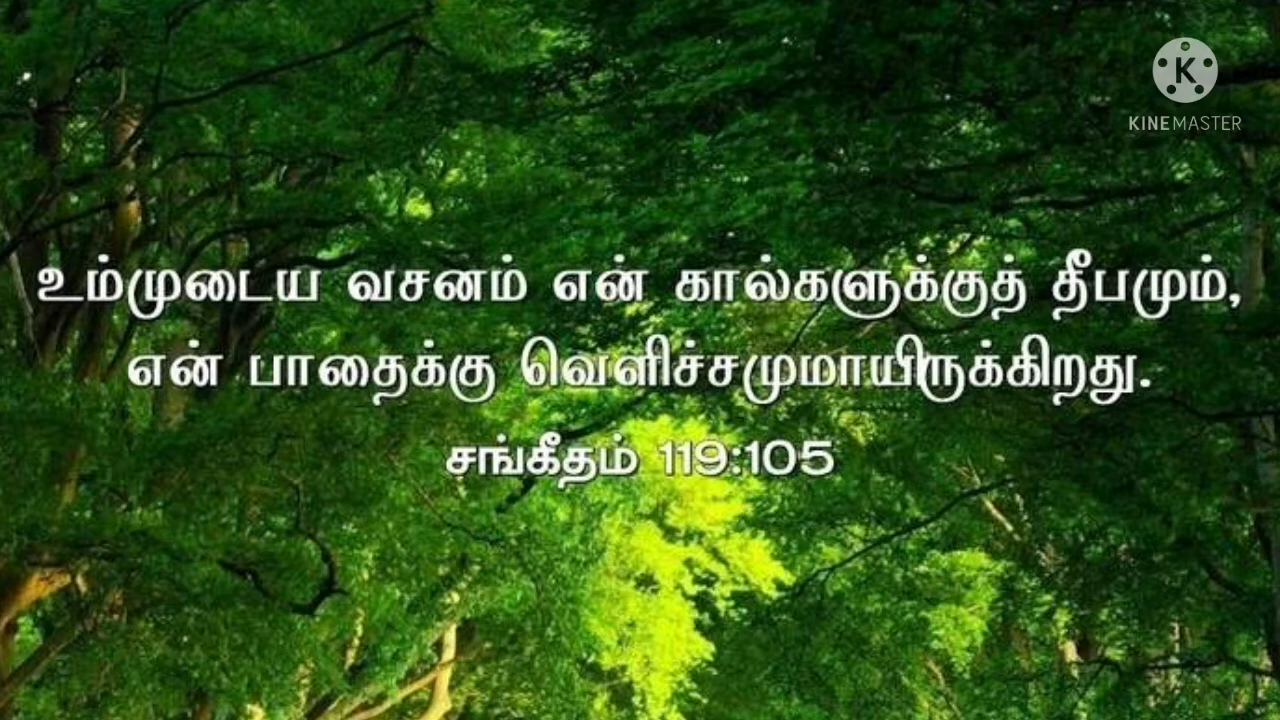 KINEMASTER
உம்முடைய வசனம் என் கால்களுக்குத் தீபமும்,
என் பாதைக்கு வெளிச்சமுமாயிருக்கிறது.
சங்கீதம் 119:105